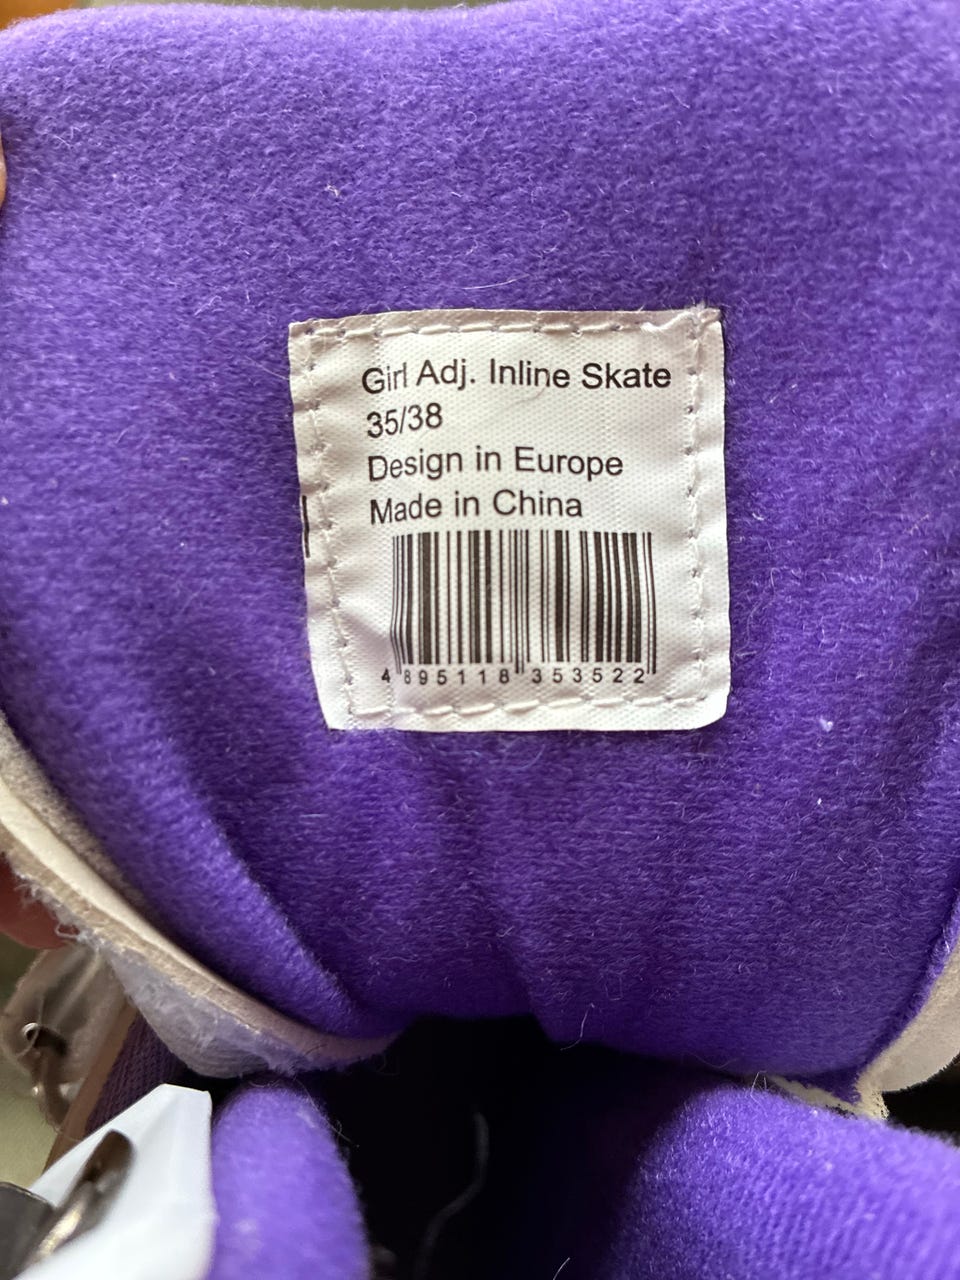 Girl Adj. Inline Skate
35/38
Design in Europe
Made in China
4 895118 353522